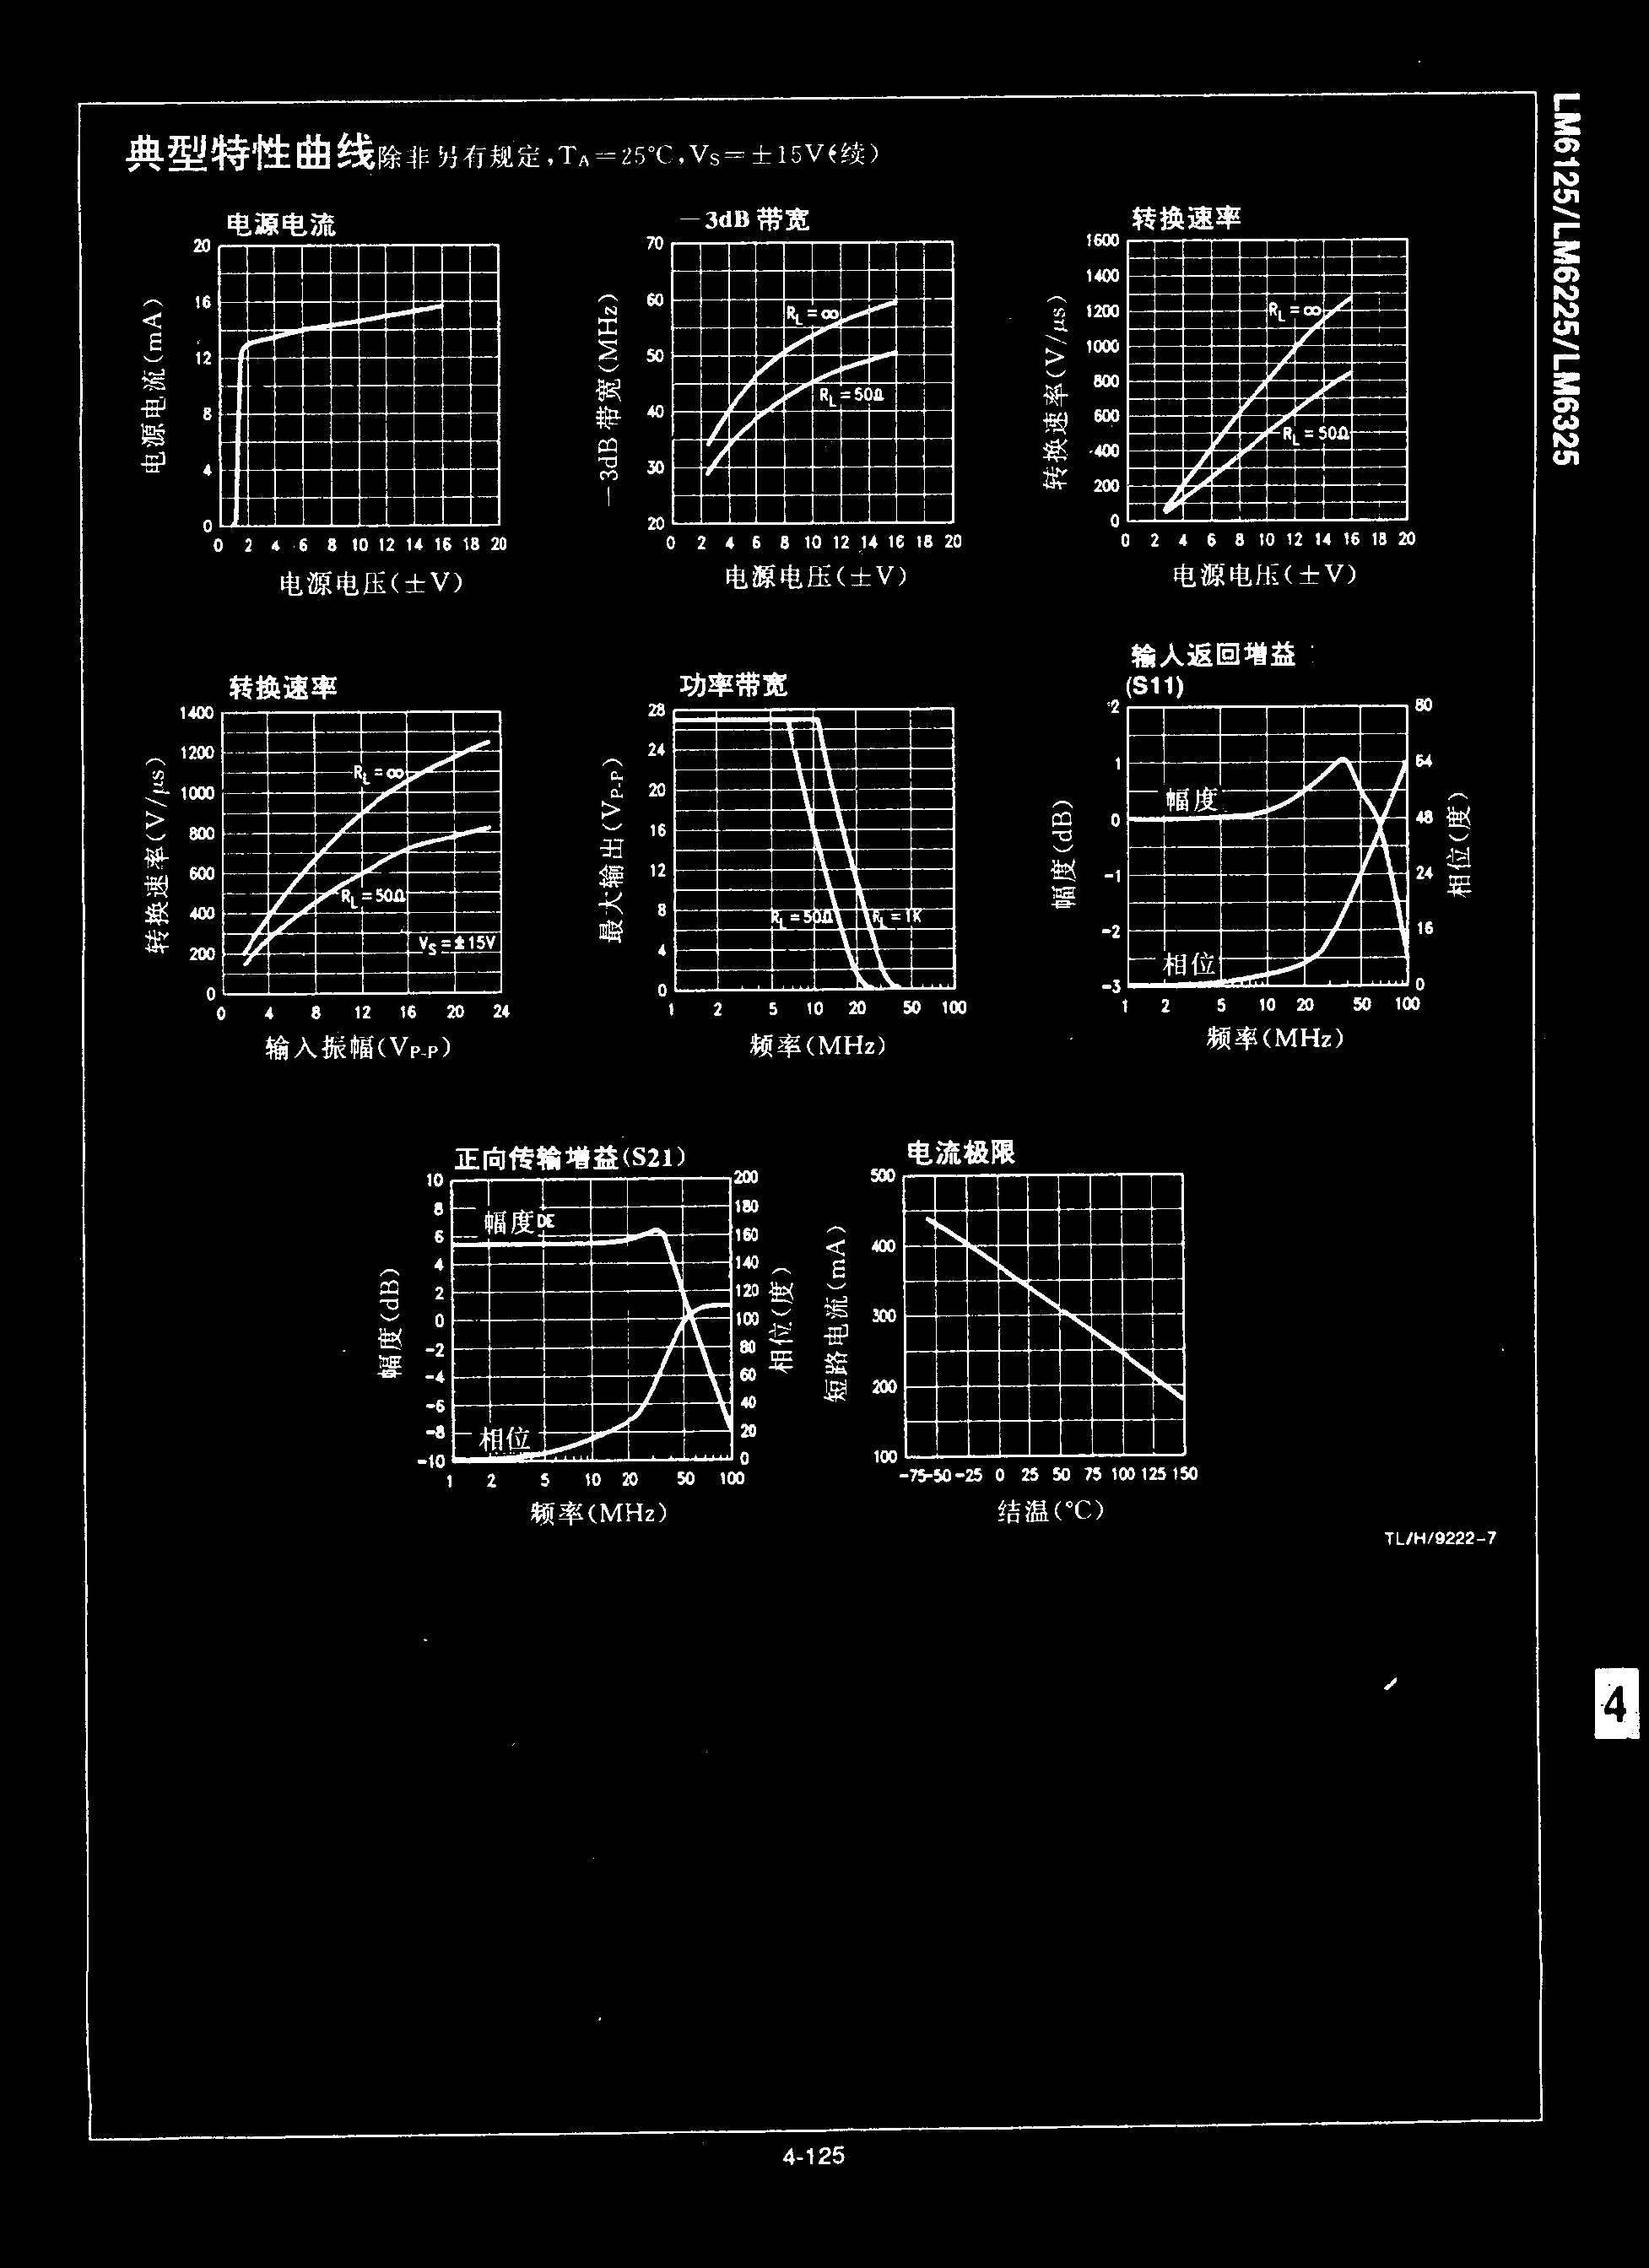 LM6125/LM6225/LM6325
典型特性曲线除非另有规定,TA=25℃,VS=±15V(续)
电源电流
电源电流(mA)
20
16
12
8
4
0
0 2 4 6 8 10 12 14 16 18 20
电源电压(±V)
-3dB 带宽
-3dB 带宽(MHz)
70
60
50
40
30
20
RL = ∞
RL = 50Ω
0 2 4 6 8 10 12 14 16 18 20
电源电压(±V)
转换速率
转换速率(V/μs)
1600
1400
1200
1000
800
600
400
200
0
RL = ∞
RL = 50Ω
0 2 4 6 8 10 12 14 16 18 20
电源电压(±V)
转换速率
转换速率(V/μs)
1400
1200
1000
800
600
400
200
0
RL = ∞
RL = 50Ω
VS = ±15V
0 4 8 12 16 20 24
输入振幅(VP-P)
功率带宽
最大输出(VP-P)
28
24
20
16
12
8
4
0
RL = 50Ω
RL = 1K
1 2 5 10 20 50 100
频率(MHz)
输入返回增益
(S11)
幅度(dB)
2
1
0
-1
-2
-3
幅度
相位
80
64
48
24
16
0
相位(度)
1 2 5 10 20 50 100
频率(MHz)
正向传输增益(S21)
幅度(dB)
10
8
6
4
2
0
-2
-4
-6
-8
-10
幅度DE
相位
200
180
160
140
120
100
80
60
40
20
0
相位(度)
1 2 5 10 20 50 100
频率(MHz)
电流极限
短路电流(mA)
500
400
300
200
100
-75-50-25 0 25 50 75 100 125 150
结温(℃)
TL/H/9222-7
4
4-125